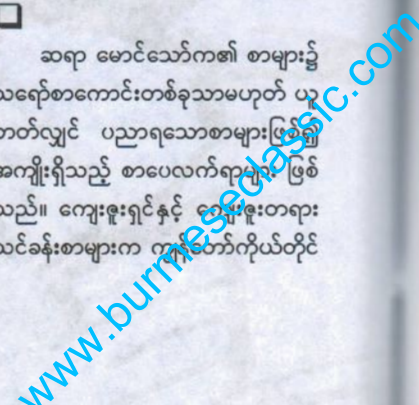 ဆရာ မောင်သော်က၏ စာများ၌
သရော်စာကောင်းတစ်ခုသာမဟုတ် ယူ
တတ်လျှင် ပညာရသောစာများဖြစ်၍
အကျိုးရှိသည့် စာပေလက်ရာများ ဖြစ်
သည်။ ကျေးဇူးရှင်နှင့် ကျေးဇူးတရား
သင်ခန်းစာများက ကျွန်တော်ကိုယ်တိုင်
www.burmeseclassic.com